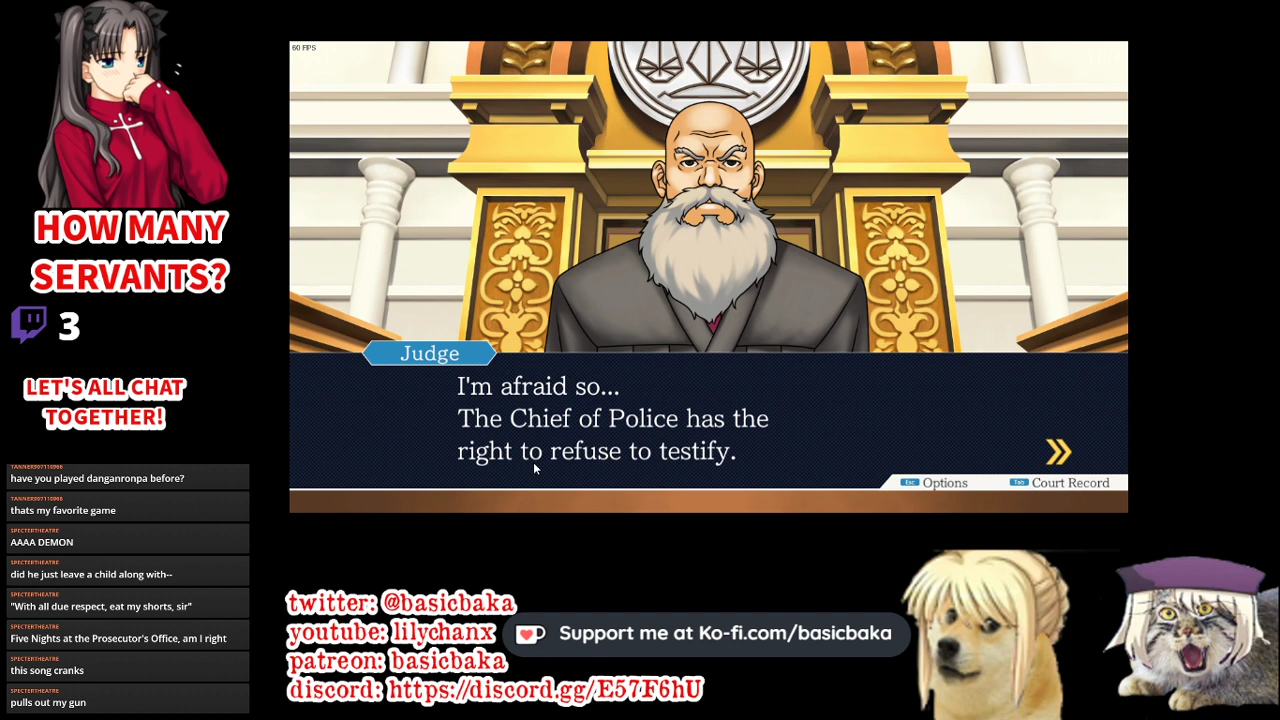 HOW MANY
SERVANTS?
3
LET'S ALL CHAT
TOGETHER!
TANNER907110966
have you played danganronpa before?
TANNER907110966
thats my favorite game
SPECTERTHEATRE
AAAA DEMON
SPECTERTHEATRE
did he just leave a child along with--
SPECTERTHEATRE
"With all due respect, eat my shorts, sir"
SPECTERTHEATRE
Five Nights at the Prosecutor's Office, am I right
SPECTERTHEATRE
this song cranks
SPECTERTHEATRE
pulls out my gun
60 FPS
Judge
I'm afraid so...
The Chief of Police has the
right to refuse to testify.
Esc Options Tab Court Record
twitter: @basicbaka
youtube: lilychanx
patreon: basicbaka
discord: https://discord.gg/E57F6hU
Support me at Ko-fi.com/basicbaka